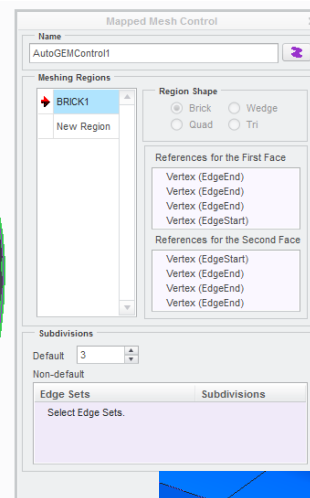 Mapped Mesh Control
Name
AutoGEMControl1
Meshing Regions
BRICK1
New Region
Region Shape
Brick Wedge
Quad Tri
References for the First Face
Vertex (EdgeEnd)
Vertex (EdgeEnd)
Vertex (EdgeEnd)
Vertex (EdgeStart)
References for the Second Face
Vertex (EdgeStart)
Vertex (EdgeEnd)
Vertex (EdgeEnd)
Vertex (EdgeEnd)
Subdivisions
Default 3
Non-default
Edge Sets Subdivisions
Select Edge Sets.